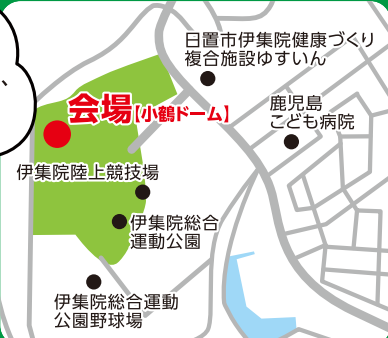 日置市伊集院健康づくり
複合施設ゆすいん
会場【小鶴ドーム】
鹿児島
こども病院
伊集院陸上競技場
伊集院総合
運動公園
伊集院総合運動
公園野球場